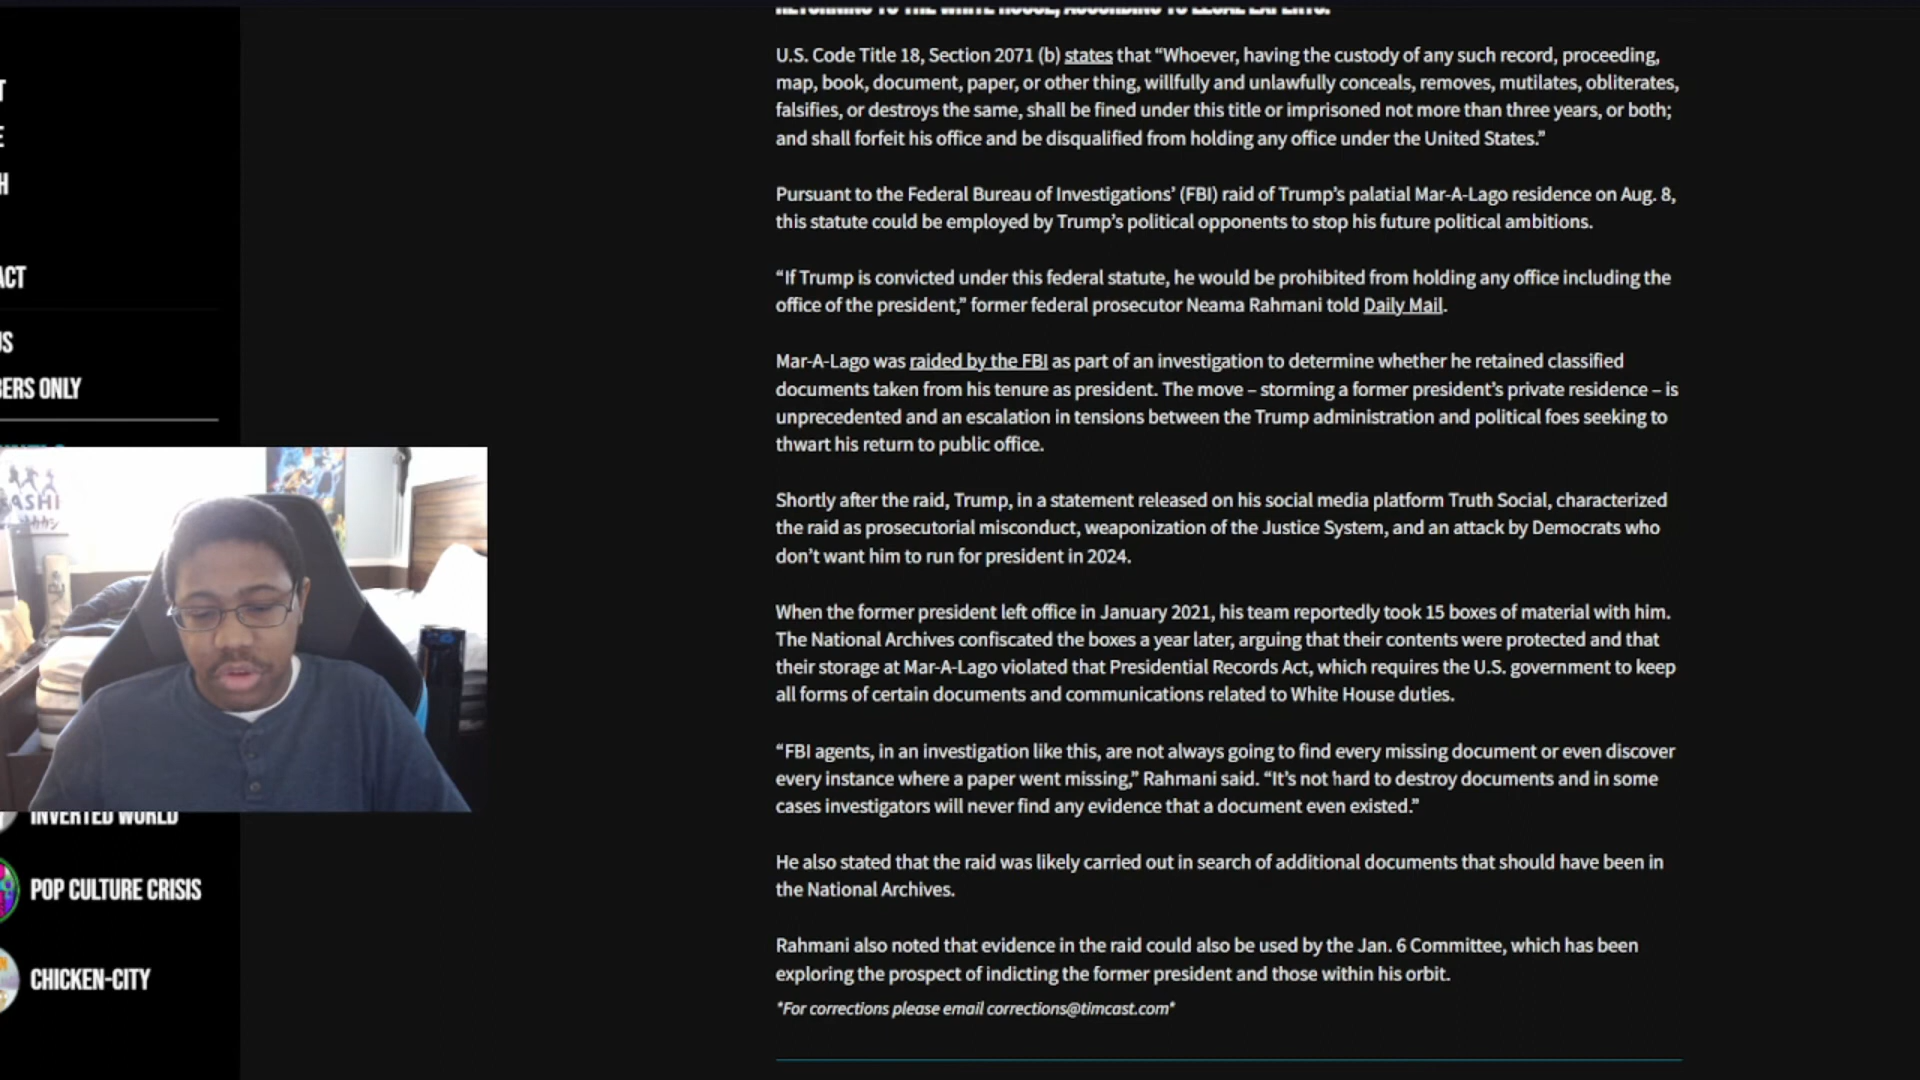 RETURNING TO THE WHITE HOUSE, ACCORDING TO LEGAL EXPERTS.
U.S. Code Title 18, Section 2071 (b) states that “Whoever, having the custody of any such record, proceeding,
map, book, document, paper, or other thing, willfully and unlawfully conceals, removes, mutilates, obliterates,
falsifies, or destroys the same, shall be fined under this title or imprisoned not more than three years, or both;
and shall forfeit his office and be disqualified from holding any office under the United States.”
Pursuant to the Federal Bureau of Investigations’ (FBI) raid of Trump’s palatial Mar-A-Lago residence on Aug. 8,
this statute could be employed by Trump’s political opponents to stop his future political ambitions.
“If Trump is convicted under this federal statute, he would be prohibited from holding any office including the
office of the president,” former federal prosecutor Neama Rahmani told Daily Mail.
Mar-A-Lago was raided by the FBI as part of an investigation to determine whether he retained classified
documents taken from his tenure as president. The move – storming a former president’s private residence – is
unprecedented and an escalation in tensions between the Trump administration and political foes seeking to
thwart his return to public office.
Shortly after the raid, Trump, in a statement released on his social media platform Truth Social, characterized
the raid as prosecutorial misconduct, weaponization of the Justice System, and an attack by Democrats who
don’t want him to run for president in 2024.
When the former president left office in January 2021, his team reportedly took 15 boxes of material with him.
The National Archives confiscated the boxes a year later, arguing that their contents were protected and that
their storage at Mar-A-Lago violated that Presidential Records Act, which requires the U.S. government to keep
all forms of certain documents and communications related to White House duties.
“FBI agents, in an investigation like this, are not always going to find every missing document or even discover
every instance where a paper went missing,” Rahmani said. “It’s not hard to destroy documents and in some
cases investigators will never find any evidence that a document even existed.”
He also stated that the raid was likely carried out in search of additional documents that should have been in
the National Archives.
Rahmani also noted that evidence in the raid could also be used by the Jan. 6 Committee, which has been
exploring the prospect of indicting the former president and those within his orbit.
*For corrections please email corrections@timcast.com*
T
E
H
ACT
US
BERS ONLY
ASHI
INVERTED WORLD
POP CULTURE CRISIS
CHICKEN-CITY